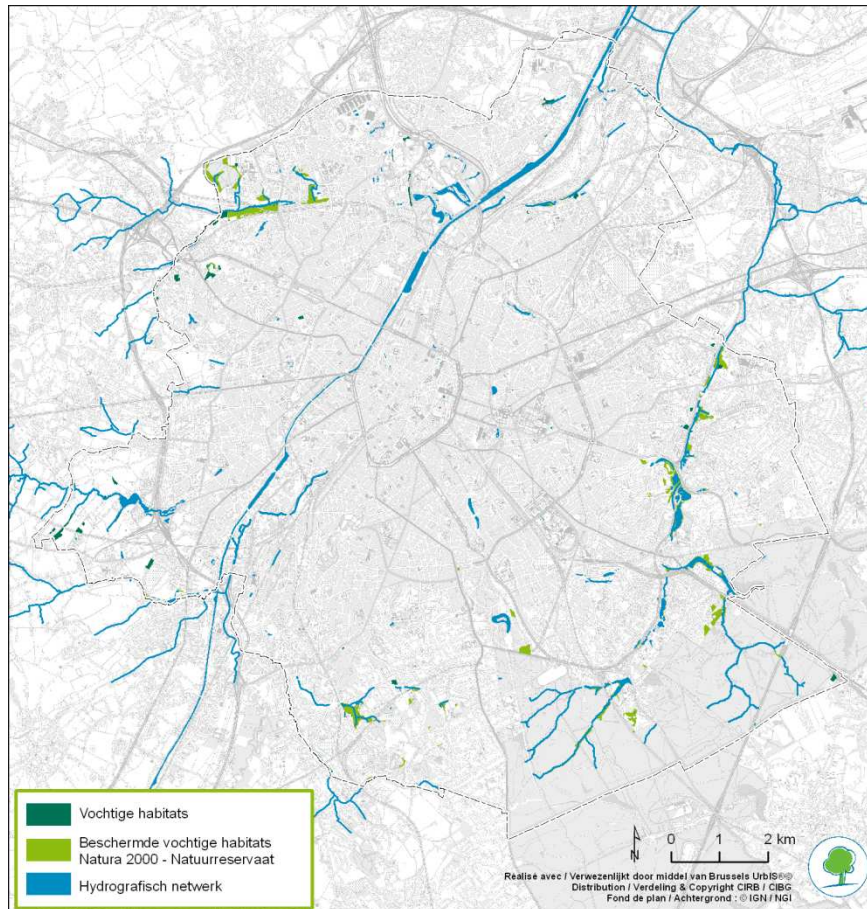 Vochtige habitats
Beschermde vochtige habitats
Natura 2000 - Natuurreservaat
Hydrografisch netwerk
N
0 1 2 km
Réalisé avec / Verwezenlijkt door middel van Brussels UrbIS®©
Distribution / Verdeling & Copyright CIRB / CIBG
Fond de plan / Achtergrond : © IGN / NGI